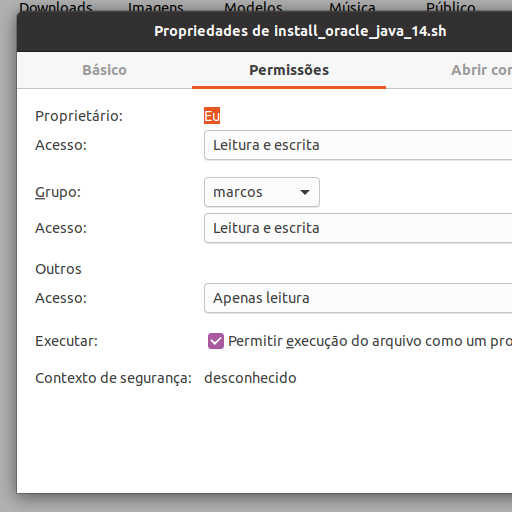 Downloads Imagens Modelos Música Público
Propriedades de install_oracle_java_14.sh
Básico Permissões Abrir con
Proprietário: Eu
Acesso: Leitura e escrita
Grupo: marcos
Acesso: Leitura e escrita
Outros
Acesso: Apenas leitura
Executar: Permitir execução do arquivo como um pro
Contexto de segurança: desconhecido